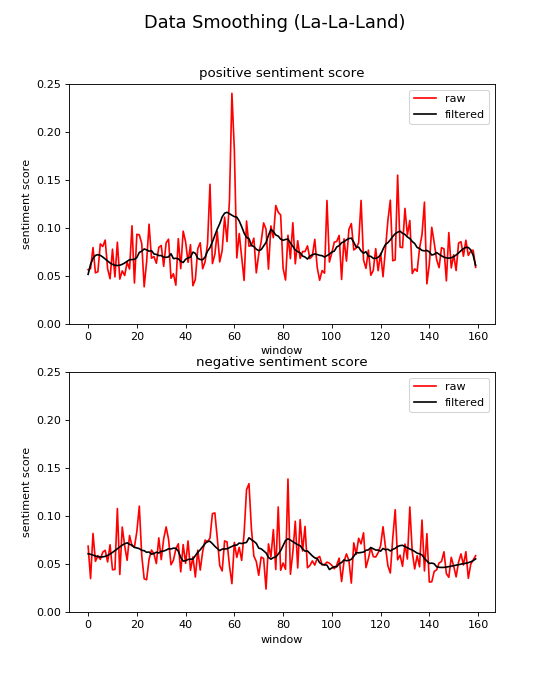 Data Smoothing (La-La-Land)
positive sentiment score
0.25
0.20
0.15
0.10
0.05
0.00
sentiment score
raw
filtered
0 20 40 60 80 100 120 140 160
window
negative sentiment score
0.25
0.20
0.15
0.10
0.05
0.00
sentiment score
raw
filtered
0 20 40 60 80 100 120 140 160
window